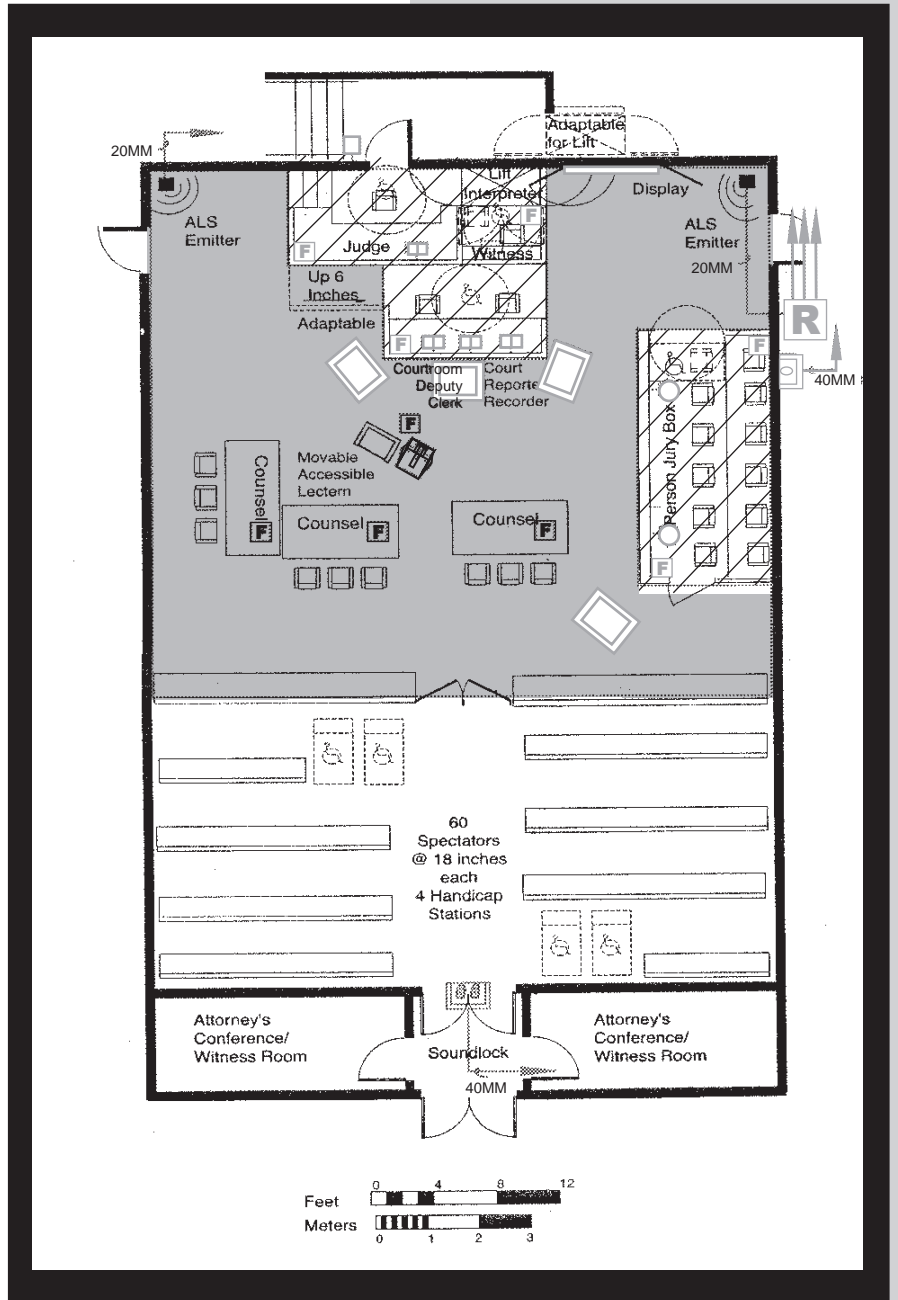 20MM
Adaptable
for Lift
Lift
Interpreter
Display
ALS
Emitter
F
ALS
Emitter
20MM
Judge
F
Witness
Up 6
Inches
Adaptable
R
F
F
40MM
Courtroom
Deputy
Clerk
Court
Reporte
Recorder
F
Person Jury Box
Movable
Accessible
Lectern
Counsel
F
Counsel
F
Counsel
F
F
60
Spectators
@ 18 inches
each
4 Handicap
Stations
Attorney's
Conference/
Witness Room
Soundlock
40MM
Attorney's
Conference/
Witness Room
Feet
0 4 8 12
Meters
0 1 2 3